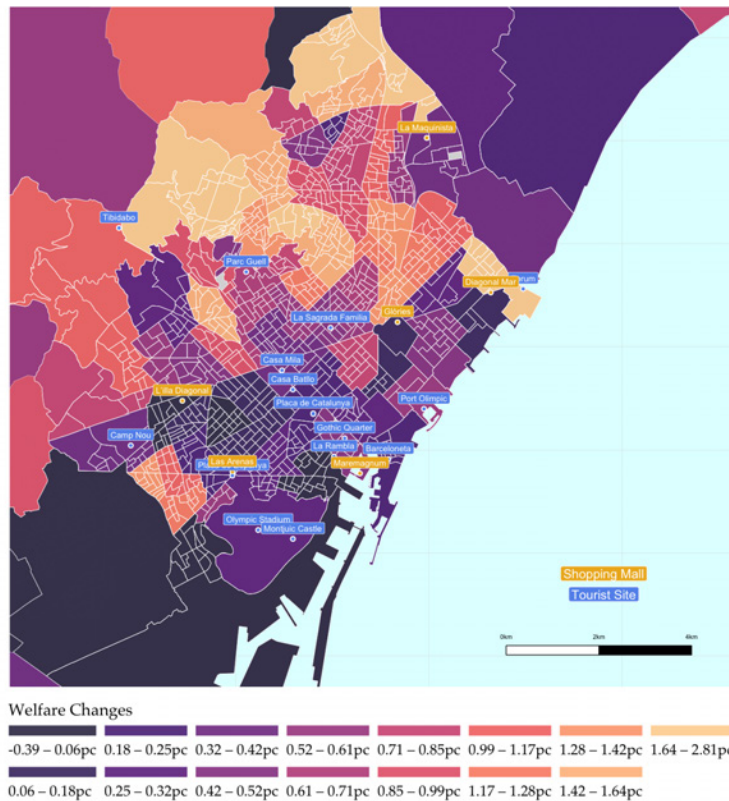 La Maquinista
Tibidabo
Parc Guell
Diagonal Mar
Glòries
La Sagrada Familia
Casa Mila
Casa Batllo
L'illa Diagonal
Placa de Catalunya
Port Olimpic
Gothic Quarter
Camp Nou
La Rambla
Barceloneta
Las Arenas
Maremagnum
Olympic Stadium
Montjuic Castle
Shopping Mall
Tourist Site
0km 2km 4km
Welfare Changes
-0.39 – 0.06pc 0.18 – 0.25pc 0.32 – 0.42pc 0.52 – 0.61pc 0.71 – 0.85pc 0.99 – 1.17pc 1.28 – 1.42pc 1.64 – 2.81pc
0.06 – 0.18pc 0.25 – 0.32pc 0.42 – 0.52pc 0.61 – 0.71pc 0.85 – 0.99pc 1.17 – 1.28pc 1.42 – 1.64pc